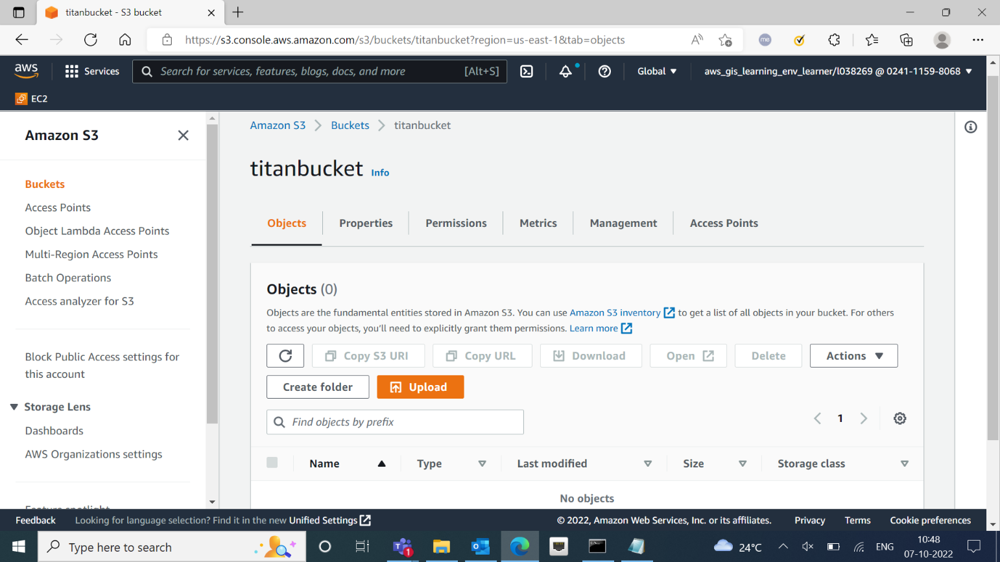 titanbucket - S3 bucket
https://s3.console.aws.amazon.com/s3/buckets/titanbucket?region=us-east-1&tab=objects
me
aws
Services
Search for services, features, blogs, docs, and more
[Alt+S]
Global
aws_gis_learning_env_learner/l038269 @ 0241-1159-8068
EC2
Amazon S3
Buckets
Access Points
Object Lambda Access Points
Multi-Region Access Points
Batch Operations
Access analyzer for S3
Block Public Access settings for
this account
Storage Lens
Dashboards
AWS Organizations settings
Feature spotlight
Amazon S3
Buckets
titanbucket
titanbucket Info
Objects
Properties
Permissions
Metrics
Management
Access Points
Objects (0)
Objects are the fundamental entities stored in Amazon S3. You can use Amazon S3 inventory to get a list of all objects in your bucket. For others
to access your objects, you'll need to explicitly grant them permissions. Learn more
Copy S3 URI
Copy URL
Download
Open
Delete
Actions
Create folder
Upload
Find objects by prefix
1
Name
Type
Last modified
Size
Storage class
No objects
Feedback
Looking for language selection? Find it in the new Unified Settings
© 2022, Amazon Web Services, Inc. or its affiliates.
Privacy
Terms
Cookie preferences
Type here to search
1
24°C
ENG
10:48
07-10-2022